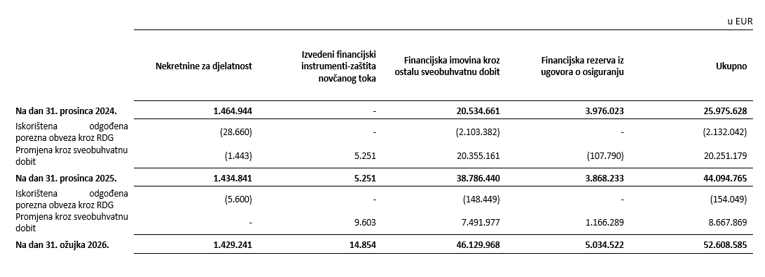 u EUR
Nekretnine za djelatnost Izvedeni financijski instrumenti-zaštita novčanog toka Financijska imovina kroz ostalu sveobuhvatnu dobit Financijska rezerva iz ugovora o osiguranju Ukupno
Na dan 31. prosinca 2024. 1.464.944 - 20.534.661 3.976.023 25.975.628
Iskorištena odgođena
porezna obveza kroz RDG (28.660) - (2.103.382) - (2.132.042)
Promjena kroz sveobuhvatnu
dobit (1.443) 5.251 20.355.161 (107.790) 20.251.179
Na dan 31. prosinca 2025. 1.434.841 5.251 38.786.440 3.868.233 44.094.765
Iskorištena odgođena
porezna obveza kroz RDG (5.600) - (148.449) - (154.049)
Promjena kroz sveobuhvatnu
dobit - 9.603 7.491.977 1.166.289 8.667.869
Na dan 31. ožujka 2026. 1.429.241 14.854 46.129.968 5.034.522 52.608.585